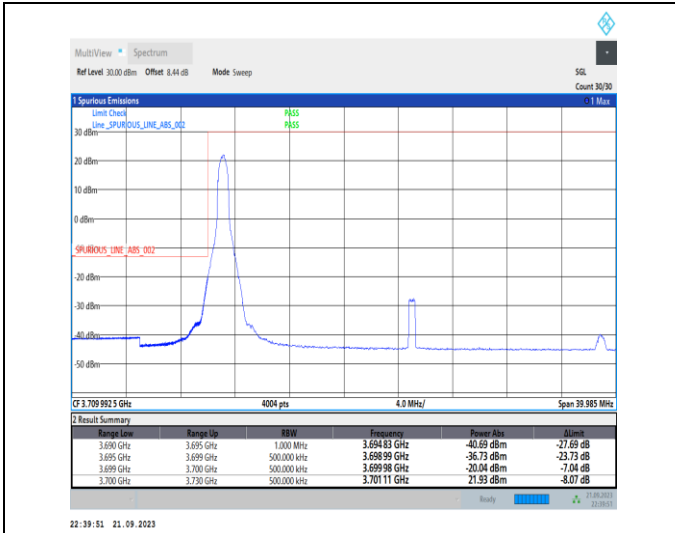 MultiView Spectrum
Ref Level 30.00 dBm Offset 8.44 dB Mode Sweep SGL
Count 30/30
1 Spurious Emissions 1 Max
Limit Check PASS
Line _SPURIOUS_LINE_ABS_002 PASS
30 dBm
20 dBm
10 dBm
0 dBm
_SPURIOUS_LINE_ABS_002
-20 dBm
-30 dBm
-40 dBm
-50 dBm
CF 3.709 992 5 GHz 4004 pts 4.0 MHz/ Span 39.985 MHz
2 Result Summary
Range Low Range Up RBW Frequency Power Abs ΔLimit
3.690 GHz 3.695 GHz 1.000 MHz 3.694 83 GHz -40.69 dBm -27.69 dB
3.695 GHz 3.699 GHz 500.000 kHz 3.698 99 GHz -36.73 dBm -23.73 dB
3.699 GHz 3.700 GHz 500.000 kHz 3.699 98 GHz -20.04 dBm -7.04 dB
3.700 GHz 3.730 GHz 500.000 kHz 3.701 11 GHz 21.93 dBm -8.07 dB
Ready 21.09.2023
22:39:51
22:39:51 21.09.2023